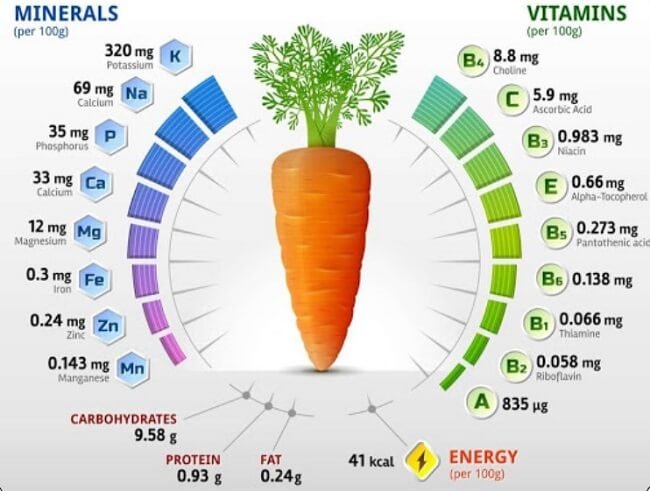 MINERALS
(per 100g)
320 mg
Potassium
K
69 mg
Calcium
Na
35 mg
Phosphorus
P
33 mg
Calcium
Ca
12 mg
Magnesium
Mg
0.3 mg
Iron
Fe
0.24 mg
Zinc
Zn
0.143 mg
Manganese
Mn
VITAMINS
(per 100g)
B4 8.8 mg
Choline
C 5.9 mg
Ascorbic Acid
B3 0.983 mg
Niacin
E 0.66 mg
Alpha-Tocopherol
B5 0.273 mg
Pantothenic acid
B6 0.138 mg
B1 0.066 mg
Thiamine
B2 0.058 mg
Riboflavin
A 835 µg
CARBOHYDRATES
9.58 g
PROTEIN
0.93 g
FAT
0.24g
41 kcal
ENERGY
(per 100g)